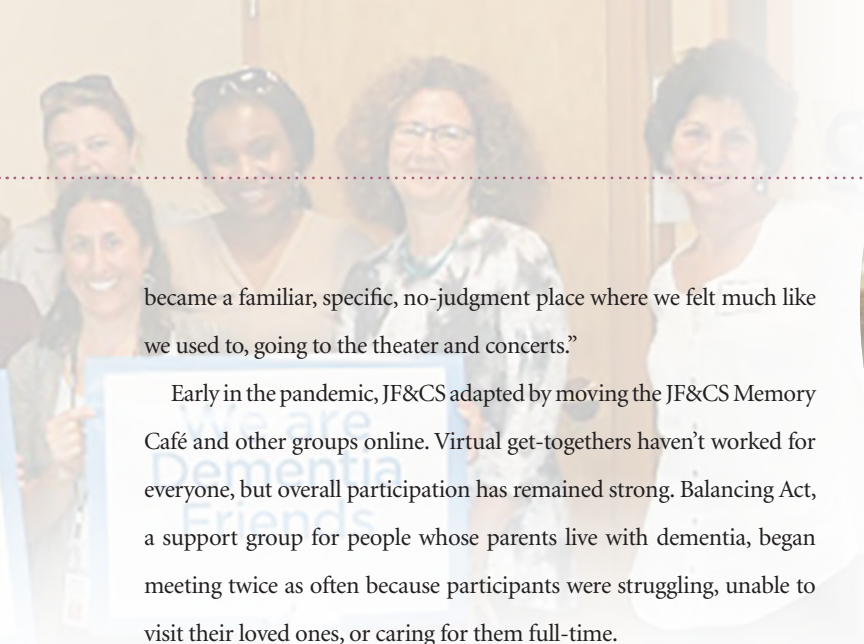 became a familiar, specific, no-judgment place where we felt much like
we used to, going to the theater and concerts.”
Early in the pandemic, JF&CS adapted by moving the JF&CS Memory
Café and other groups online. Virtual get-togethers haven’t worked for
everyone, but overall participation has remained strong. Balancing Act,
a support group for people whose parents live with dementia, began
meeting twice as often because participants were struggling, unable to
visit their loved ones, or caring for them full-time.
We are
Dementia
Friends